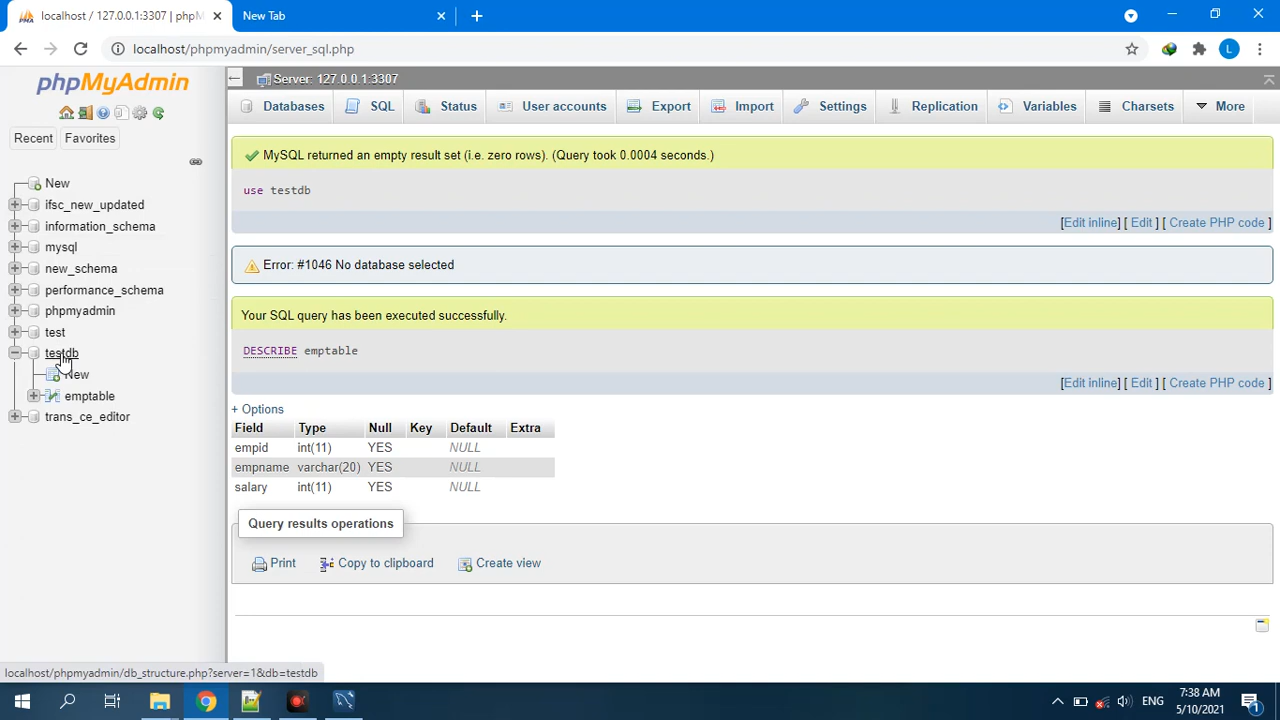 localhost / 127.0.0.1:3307 | phpM
New Tab
localhost/phpmyadmin/server_sql.php
L
phpMyAdmin
Recent
Favorites
New
ifsc_new_updated
information_schema
mysql
new_schema
performance_schema
phpmyadmin
test
testdb
New
emptable
trans_ce_editor
Server: 127.0.0.1:3307
Databases
SQL
Status
User accounts
Export
Import
Settings
Replication
Variables
Charsets
More
MySQL returned an empty result set (i.e. zero rows). (Query took 0.0004 seconds.)
use testdb
[Edit inline] [ Edit ] [ Create PHP code ]
Error: #1046 No database selected
Your SQL query has been executed successfully.
DESCRIBE emptable
[Edit inline] [ Edit ] [ Create PHP code ]
+ Options
Field Type Null Key Default Extra
empid int(11) YES NULL
empname varchar(20) YES NULL
salary int(11) YES NULL
Query results operations
Print
Copy to clipboard
Create view
localhost/phpmyadmin/db_structure.php?server=1&db=testdb
ENG
7:38 AM
5/10/2021
1